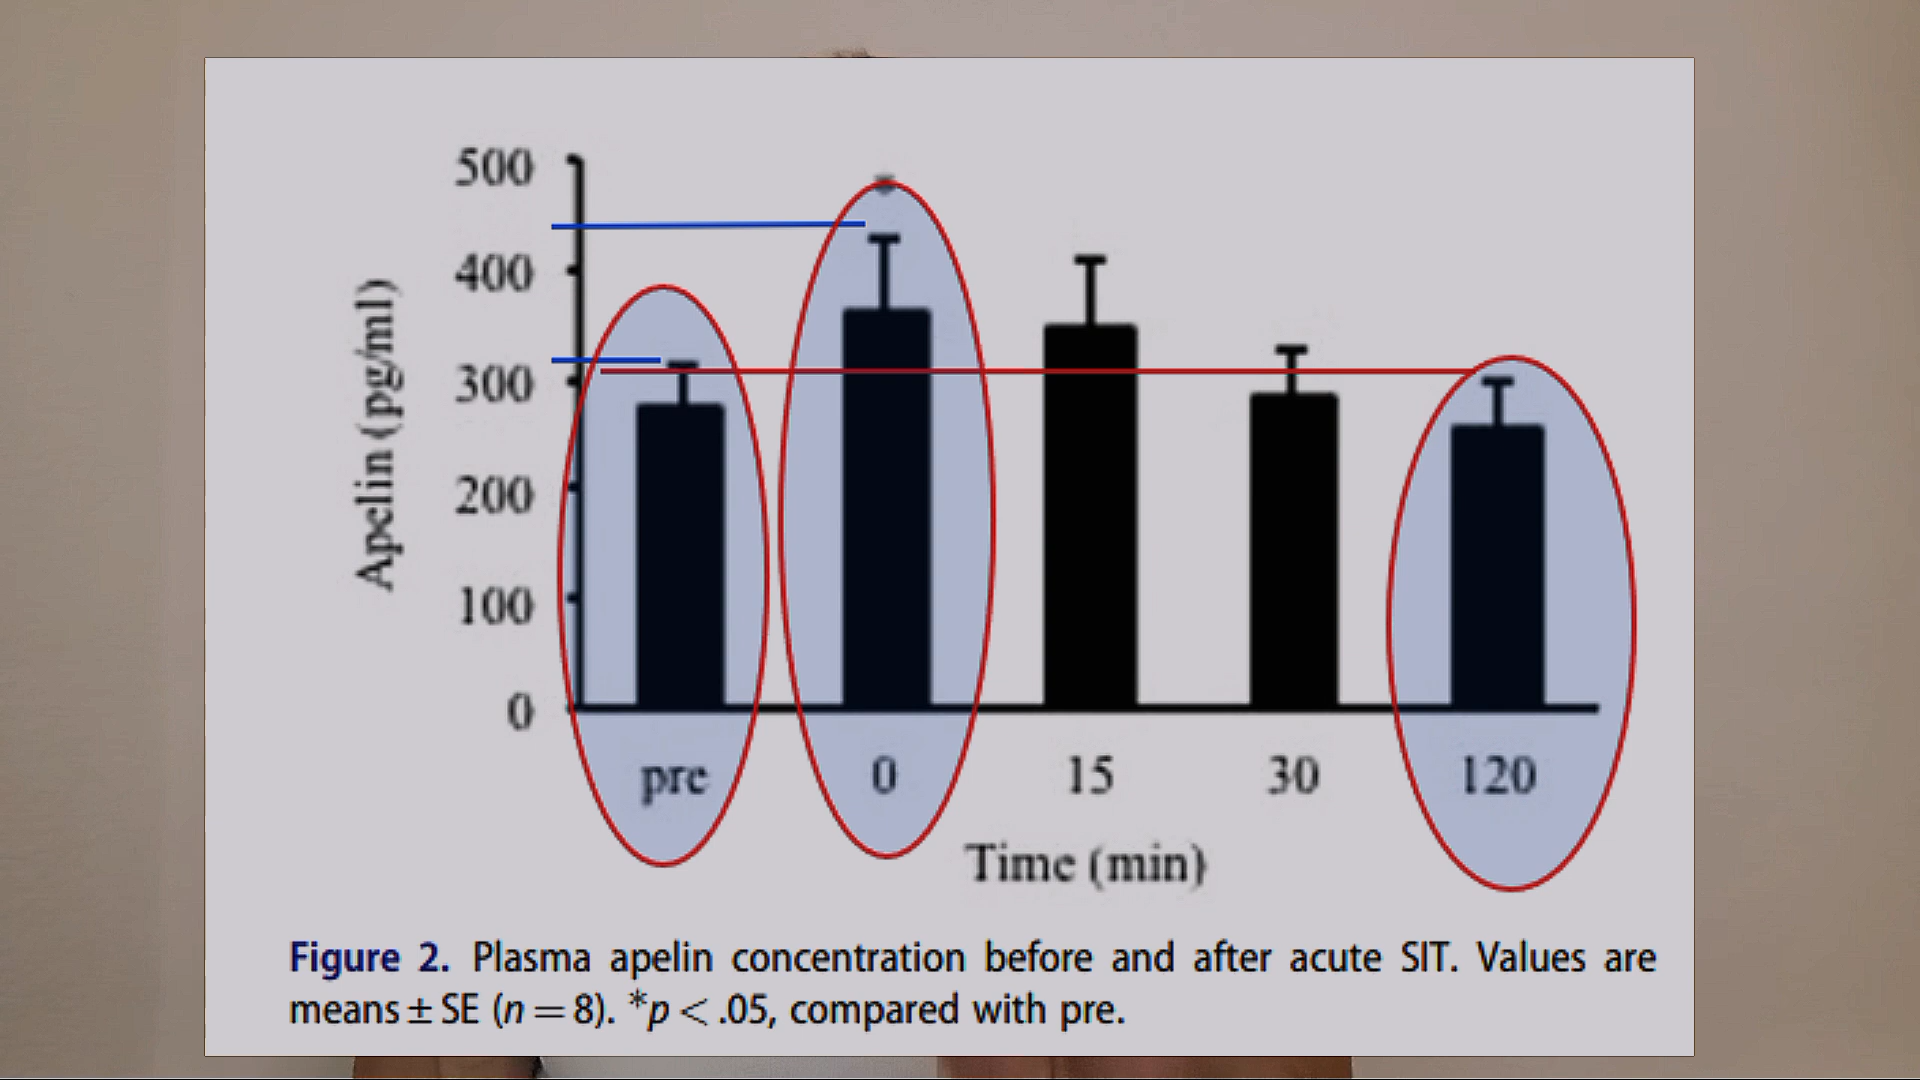 500
*
400
300
200
100
0
Apelin (pg/ml)
pre 0 15 30 120
Time (min)
Figure 2. Plasma apelin concentration before and after acute SIT. Values are
means ± SE (n = 8). *p < .05, compared with pre.